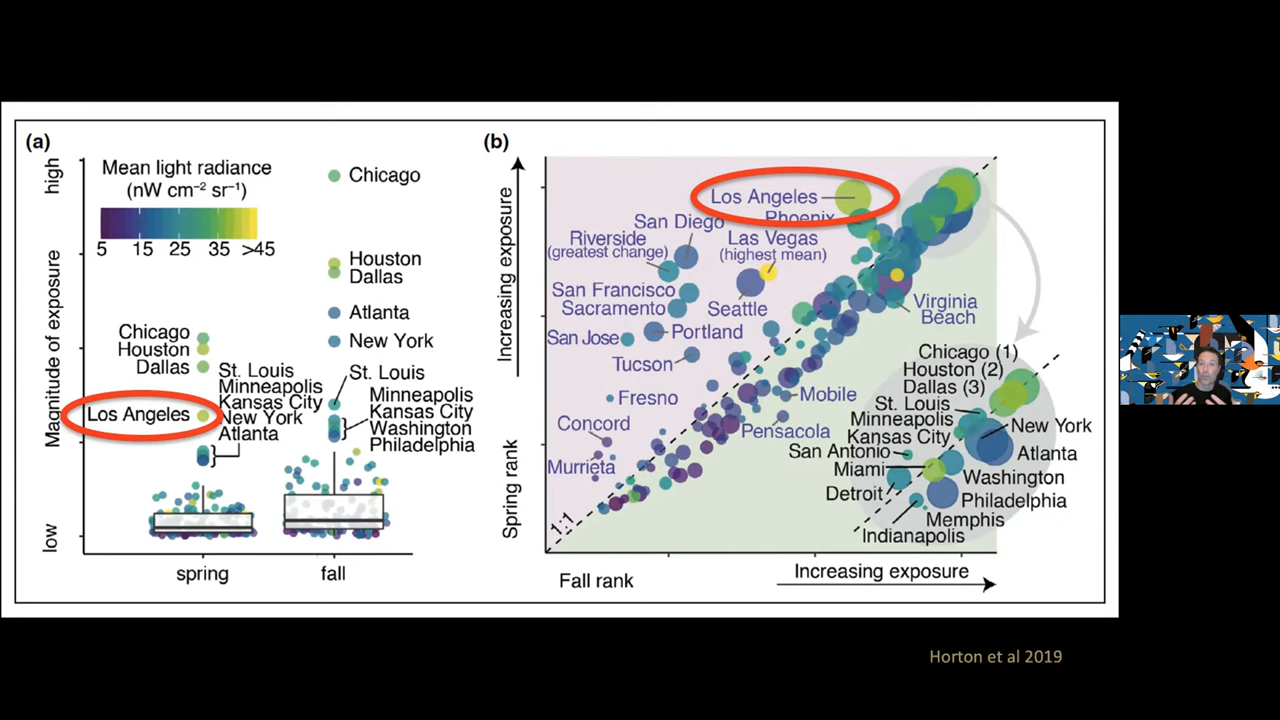 (a)
Mean light radiance
(nW cm⁻² sr⁻¹)
5 15 25 35 >45
high
Magnitude of exposure
low
Chicago
Houston
Dallas
Atlanta
New York
St. Louis
Minneapolis
Kansas City
Washington
Philadelphia
Chicago
Houston
Dallas
Los Angeles
St. Louis
Minneapolis
Kansas City
New York
Atlanta
spring
fall
(b)
Increasing exposure
Spring rank
Los Angeles
Phoenix
San Diego
Riverside
(greatest change)
Las Vegas
(highest mean)
San Francisco
Sacramento
Seattle
San Jose
Portland
Tucson
Fresno
Concord
Murrieta
Virginia
Beach
Mobile
Pensacola
1:1
Chicago (1)
Houston (2)
Dallas (3)
St. Louis
Minneapolis
Kansas City
San Antonio
Miami
Detroit
New York
Atlanta
Washington
Philadelphia
Memphis
Indianapolis
Fall rank
Increasing exposure
Horton et al 2019